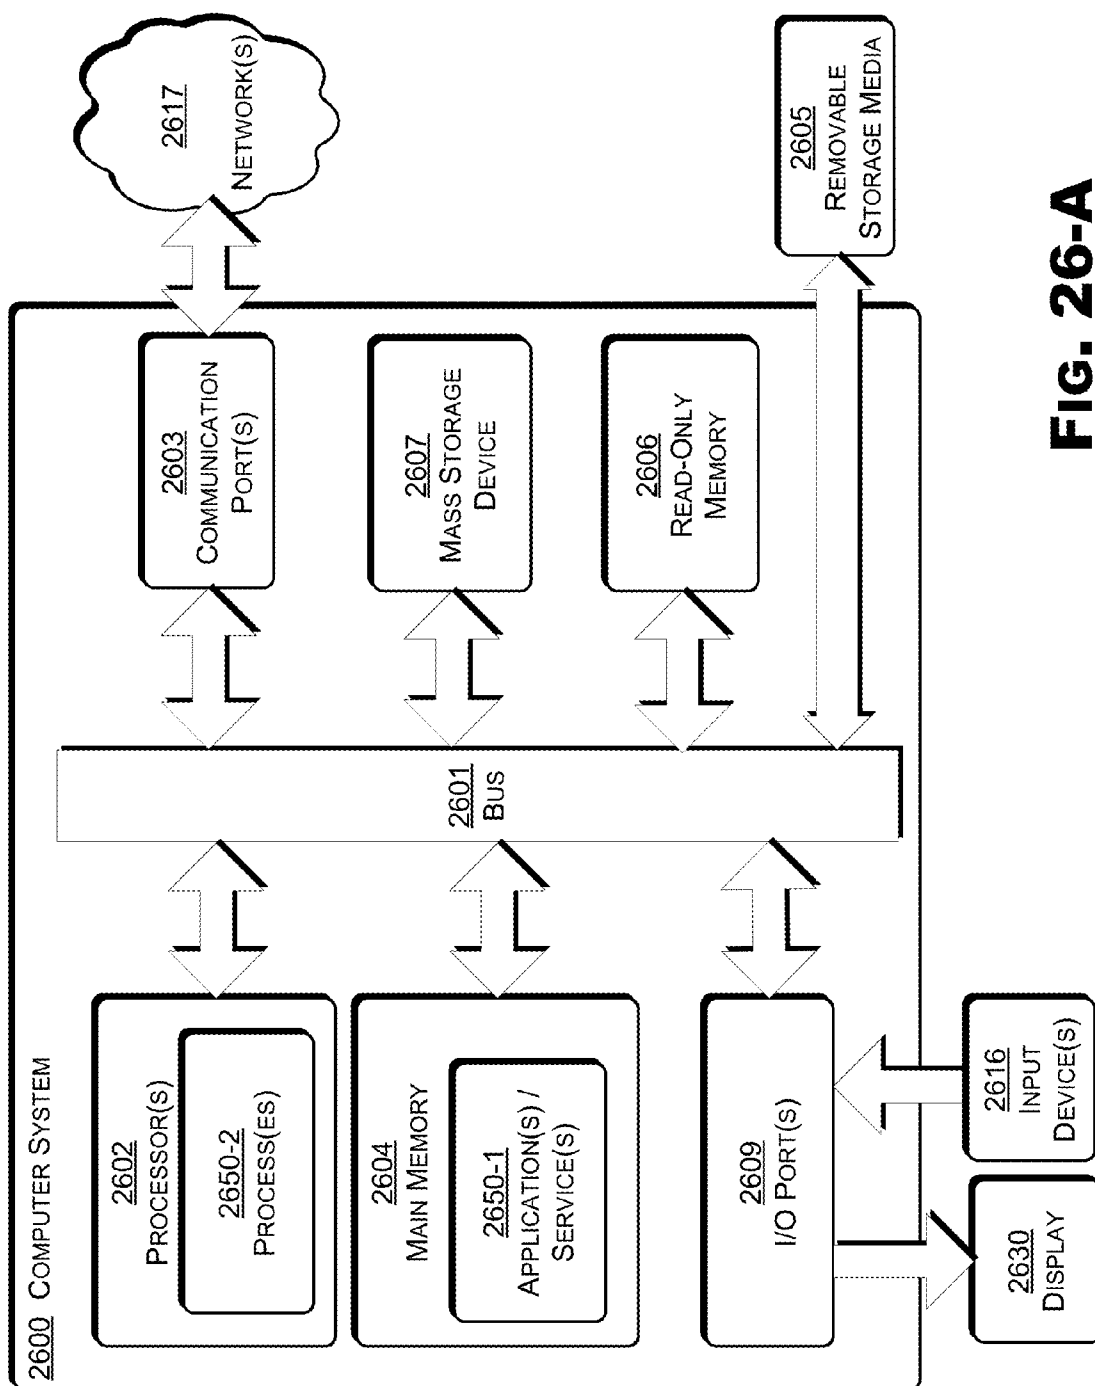 2600 COMPUTER SYSTEM
2602
PROCESSOR(S)
2650-2
PROCESS(ES)
2604
MAIN MEMORY
2650-1
APPLICATION(S) /
SERVICE(S)
2609
I/O PORT(S)
2630
DISPLAY
2616
INPUT
DEVICE(S)
2601
BUS
2603
COMMUNICATION
PORT(S)
2607
MASS STORAGE
DEVICE
2606
READ-ONLY
MEMORY
2617
NETWORK(S)
2605
REMOVABLE
STORAGE MEDIA
FIG. 26-A